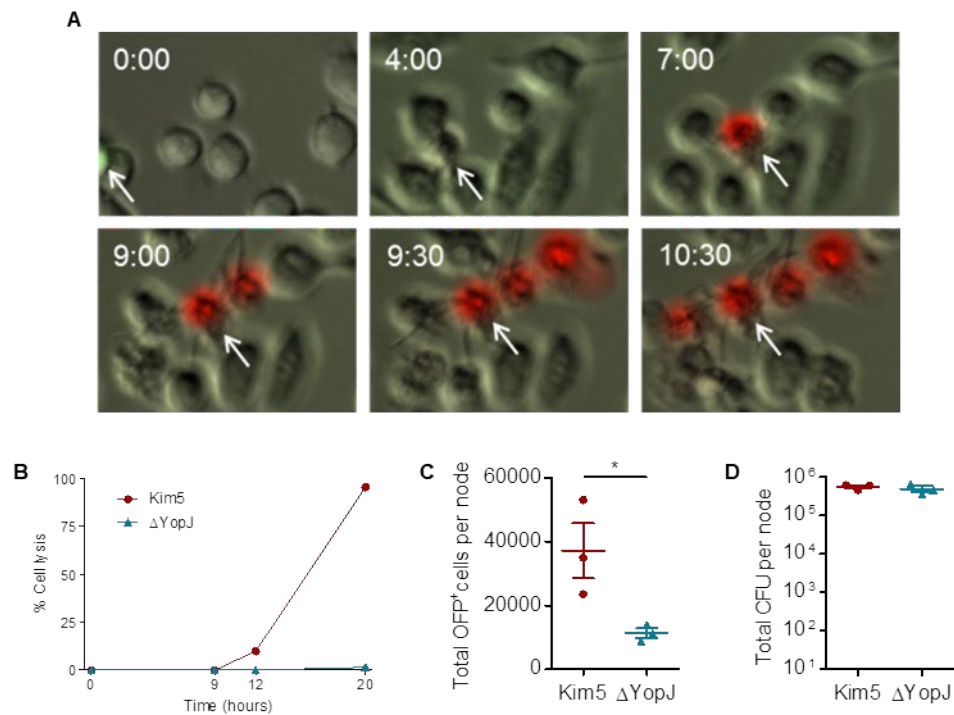 A
0:00
4:00
7:00
9:00
9:30
10:30
B
% Cell lysis
100
75
50
25
0
Kim5
ΔYopJ
0
9
12
20
Time (hours)
C
Total OFP⁺ cells per node
60000
40000
20000
0
*
Kim5
ΔYopJ
D
Total CFU per node
10⁶
10⁵
10⁴
10³
10²
10¹
Kim5
ΔYopJ